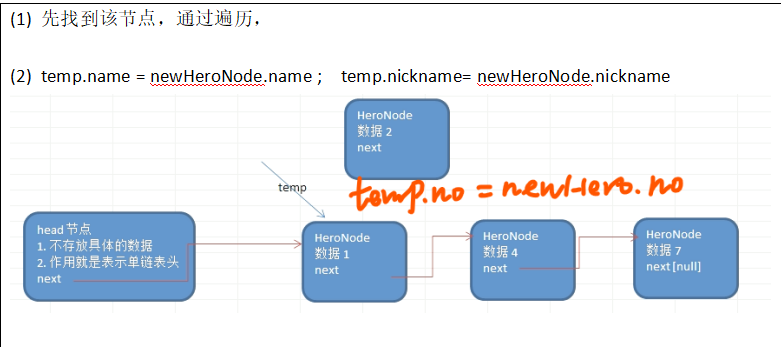 (1) 先找到该节点，通过遍历，
(2) temp.name = newHeroNode.name ; temp.nickname= newHeroNode.nickname
HeroNode
数据 2
next
temp
temp.no = newHero.no
head 节点
1. 不存放具体的数据
2. 作用就是表示单链表头
next
HeroNode
数据 1
next
HeroNode
数据 4
next
HeroNode
数据 7
next [null]